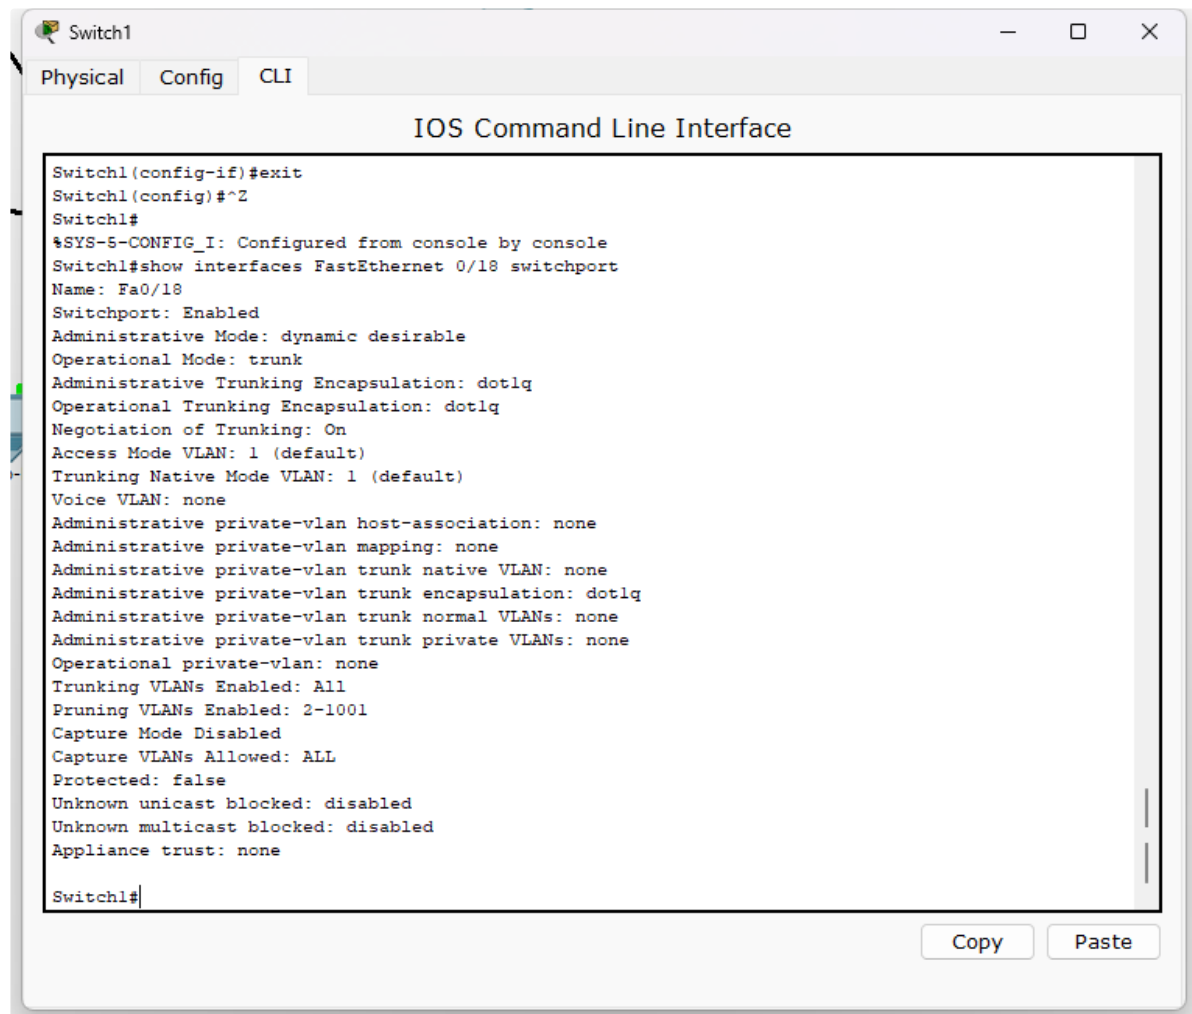 Switch1
Physical Config CLI
IOS Command Line Interface
Switch1(config-if)#exit
Switch1(config)#^Z
Switch1#
%SYS-5-CONFIG_I: Configured from console by console
Switch1#show interfaces FastEthernet 0/18 switchport
Name: Fa0/18
Switchport: Enabled
Administrative Mode: dynamic desirable
Operational Mode: trunk
Administrative Trunking Encapsulation: dot1q
Operational Trunking Encapsulation: dot1q
Negotiation of Trunking: On
Access Mode VLAN: 1 (default)
Trunking Native Mode VLAN: 1 (default)
Voice VLAN: none
Administrative private-vlan host-association: none
Administrative private-vlan mapping: none
Administrative private-vlan trunk native VLAN: none
Administrative private-vlan trunk encapsulation: dot1q
Administrative private-vlan trunk normal VLANs: none
Administrative private-vlan trunk private VLANs: none
Operational private-vlan: none
Trunking VLANs Enabled: All
Pruning VLANs Enabled: 2-1001
Capture Mode Disabled
Capture VLANs Allowed: ALL
Protected: false
Unknown unicast blocked: disabled
Unknown multicast blocked: disabled
Appliance trust: none
Switch1#
Copy Paste